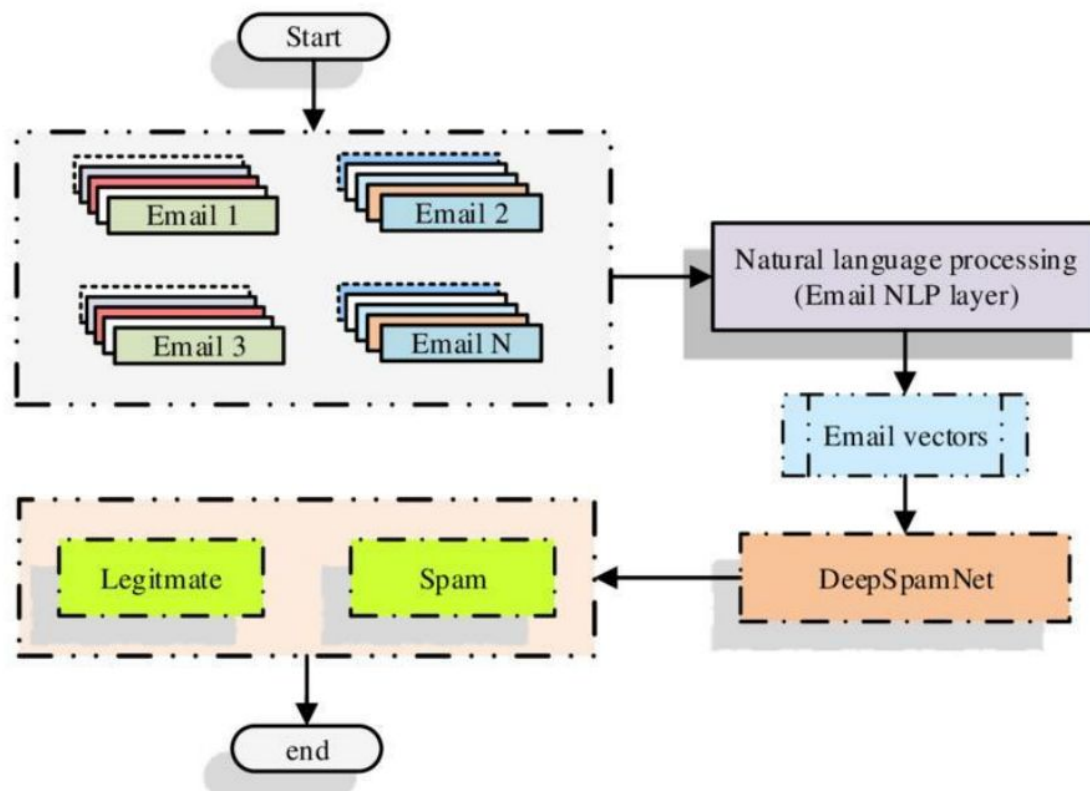 Start
Email 1
Email 2
Email 3
Email N
Natural language processing
(Email NLP layer)
Email vectors
DeepSpamNet
Legitmate
Spam
end